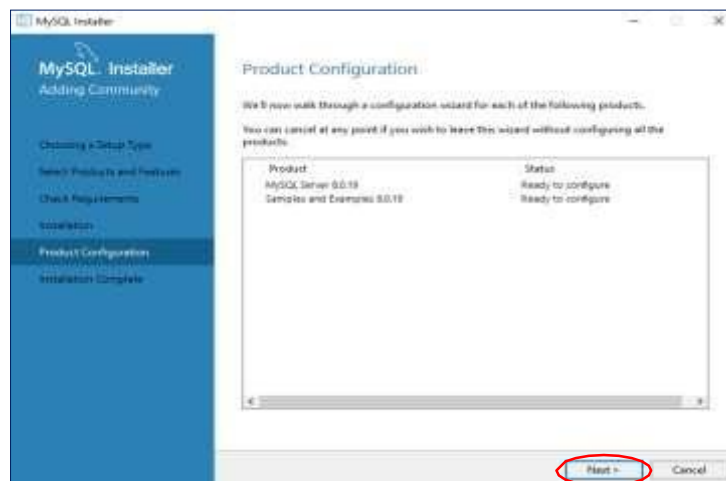 MySQL Installer
MySQL. Installer
Adding Community
Choosing a Setup Type
Select Products and Features
Check Requirements
Installation
Product Configuration
Installation Complete
Product Configuration
We'll now walk through a configuration wizard for each of the following products.
You can cancel at any point if you wish to leave this wizard without configuring all the
products.
Product Status
MySQL Server 8.0.19 Ready to configure
Samples and Examples 8.0.19 Ready to configure
Next > Cancel